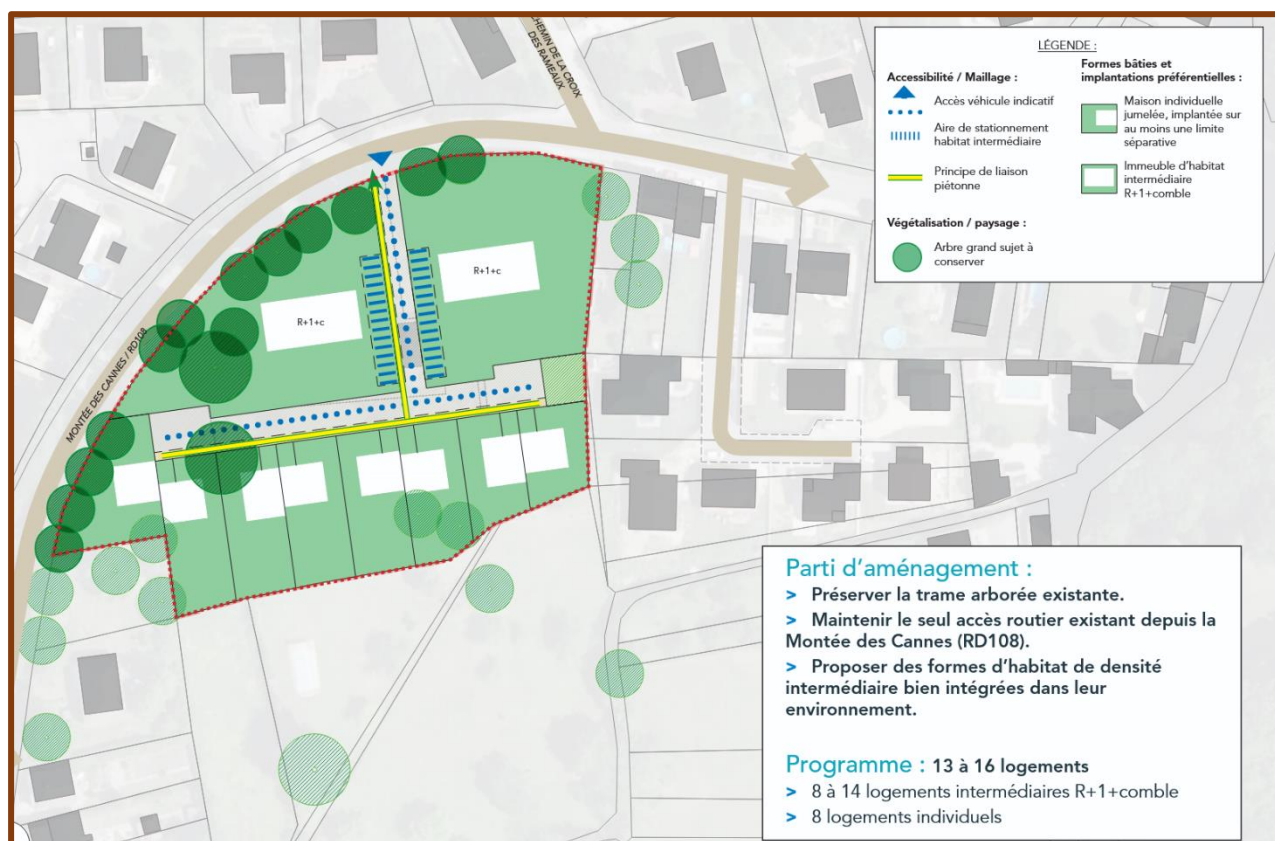 CHEMIN DE LA CROIX
DES RAMEAUX
LÉGENDE :
Accessibilité / Maillage :
Accès véhicule indicatif
Aire de stationnement
habitat intermédiaire
Principe de liaison
piétonne
Végétalisation / paysage :
Arbre grand sujet à
conserver
Formes bâties et
implantations préférentielles :
Maison individuelle
jumelée, implantée sur
au moins une limite
séparative
Immeuble d’habitat
intermédiaire
R+1+comble
R+1+c
R+1+c
MONTÉE DES CANNES / RD108
Parti d’aménagement :
> Préserver la trame arborée existante.
> Maintenir le seul accès routier existant depuis la
Montée des Cannes (RD108).
> Proposer des formes d’habitat de densité
intermédiaire bien intégrées dans leur
environnement.
Programme : 13 à 16 logements
> 8 à 14 logements intermédiaires R+1+comble
> 8 logements individuels